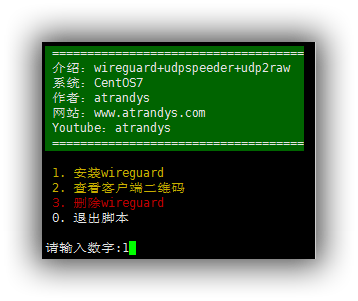 ====================================
介绍：wireguard+udpspeeder+udp2raw
系统：CentOS7
作者：atrandys
网站：www.atrandys.com
Youtube：atrandys
====================================
1. 安装wireguard
2. 查看客户端二维码
3. 删除wireguard
0. 退出脚本
请输入数字:1